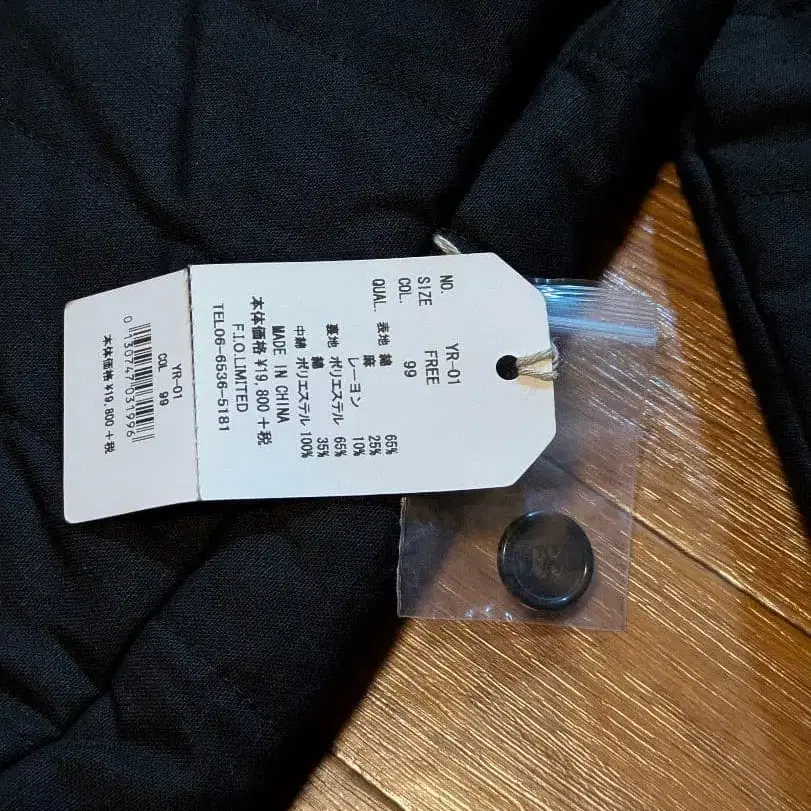 NO. YR-01
SIZE FREE
COL. 99
QUAL. 表地 綿 65%
麻 25%
レーヨン 10%
裏地 ポリエステル 65%
綿 35%
中綿 ポリエステル 100%
MADE IN CHINA
本体価格 ¥19,800 +税
F.I.O.LIMITED
TEL06-6536-5181
YR-01
COL 99
0130747031996
本体価格 ¥19,800 +税